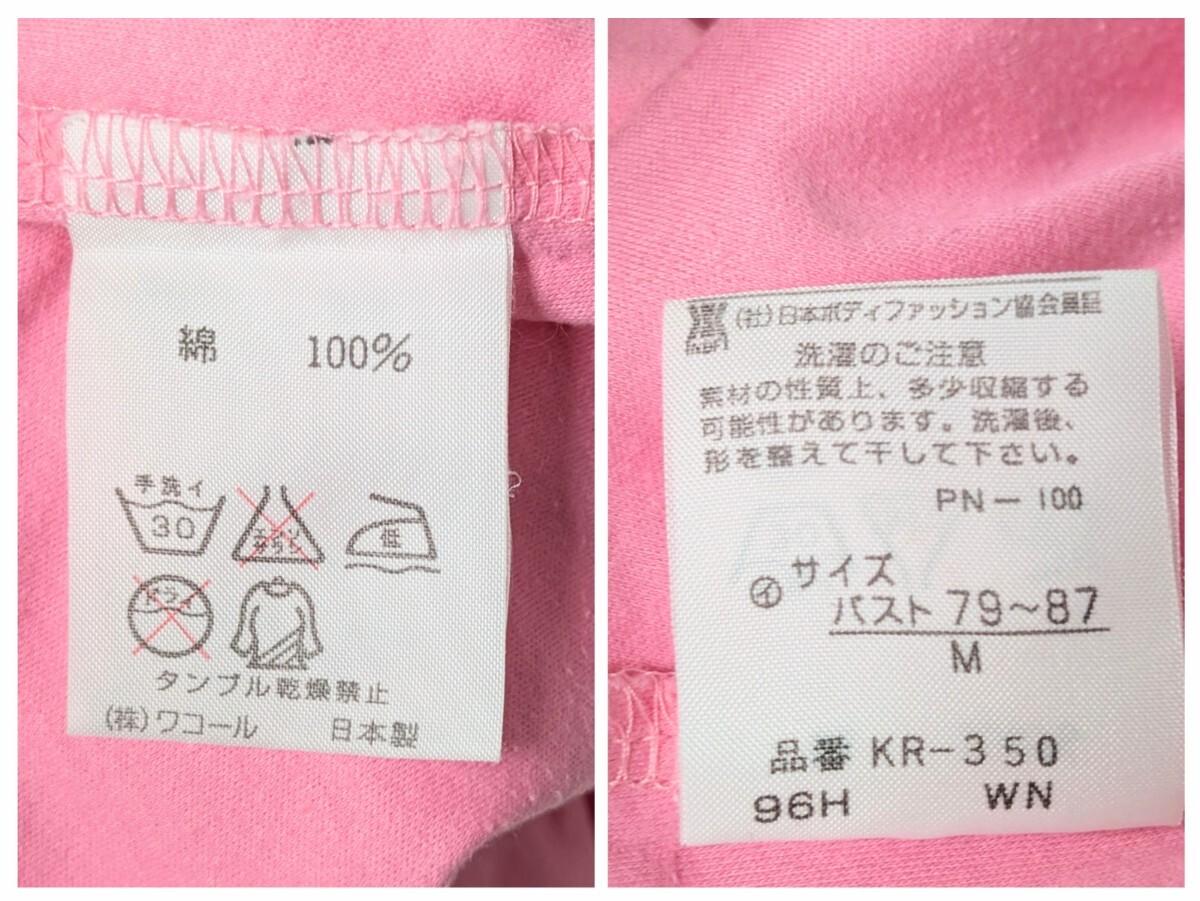 綿 100%
手洗イ
30
エンソ
サラシ
低
ドライ
タンブル乾燥禁止
(株)ワコール 日本製
(社)日本ボディファッション協会員証
洗濯のご注意
素材の性質上、多少収縮する
可能性があります。洗濯後、
形を整えて干して下さい。
PN-100
㋑サイズ
バスト 79~87
M
品番 KR-350
96H WN